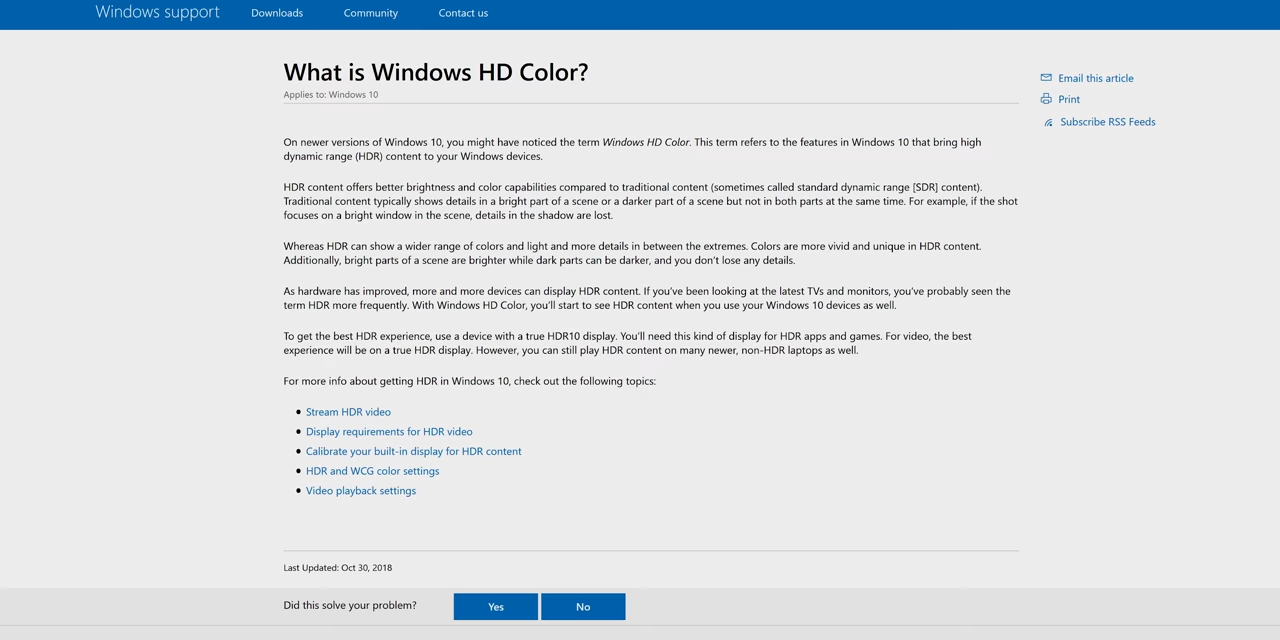 Windows support Downloads Community Contact us
What is Windows HD Color?
Applies to: Windows 10
Email this article
Print
Subscribe RSS Feeds
On newer versions of Windows 10, you might have noticed the term Windows HD Color. This term refers to the features in Windows 10 that bring high
dynamic range (HDR) content to your Windows devices.
HDR content offers better brightness and color capabilities compared to traditional content (sometimes called standard dynamic range [SDR] content).
Traditional content typically shows details in a bright part of a scene or a darker part of a scene but not in both parts at the same time. For example, if the shot
focuses on a bright window in the scene, details in the shadow are lost.
Whereas HDR can show a wider range of colors and light and more details in between the extremes. Colors are more vivid and unique in HDR content.
Additionally, bright parts of a scene are brighter while dark parts can be darker, and you don't lose any details.
As hardware has improved, more and more devices can display HDR content. If you've been looking at the latest TVs and monitors, you've probably seen the
term HDR more frequently. With Windows HD Color, you'll start to see HDR content when you use your Windows 10 devices as well.
To get the best HDR experience, use a device with a true HDR10 display. You'll need this kind of display for HDR apps and games. For video, the best
experience will be on a true HDR display. However, you can still play HDR content on many newer, non-HDR laptops as well.
For more info about getting HDR in Windows 10, check out the following topics:
• Stream HDR video
• Display requirements for HDR video
• Calibrate your built-in display for HDR content
• HDR and WCG color settings
• Video playback settings
Last Updated: Oct 30, 2018
Did this solve your problem? Yes No